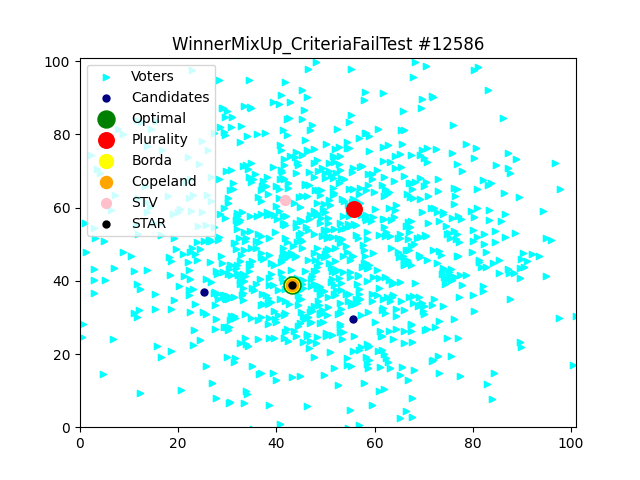 WinnerMixUp_CriteriaFailTest #12586
100
80
60
40
20
0
Voters
Candidates
Optimal
Plurality
Borda
Copeland
STV
STAR
0
20
40
60
80
100